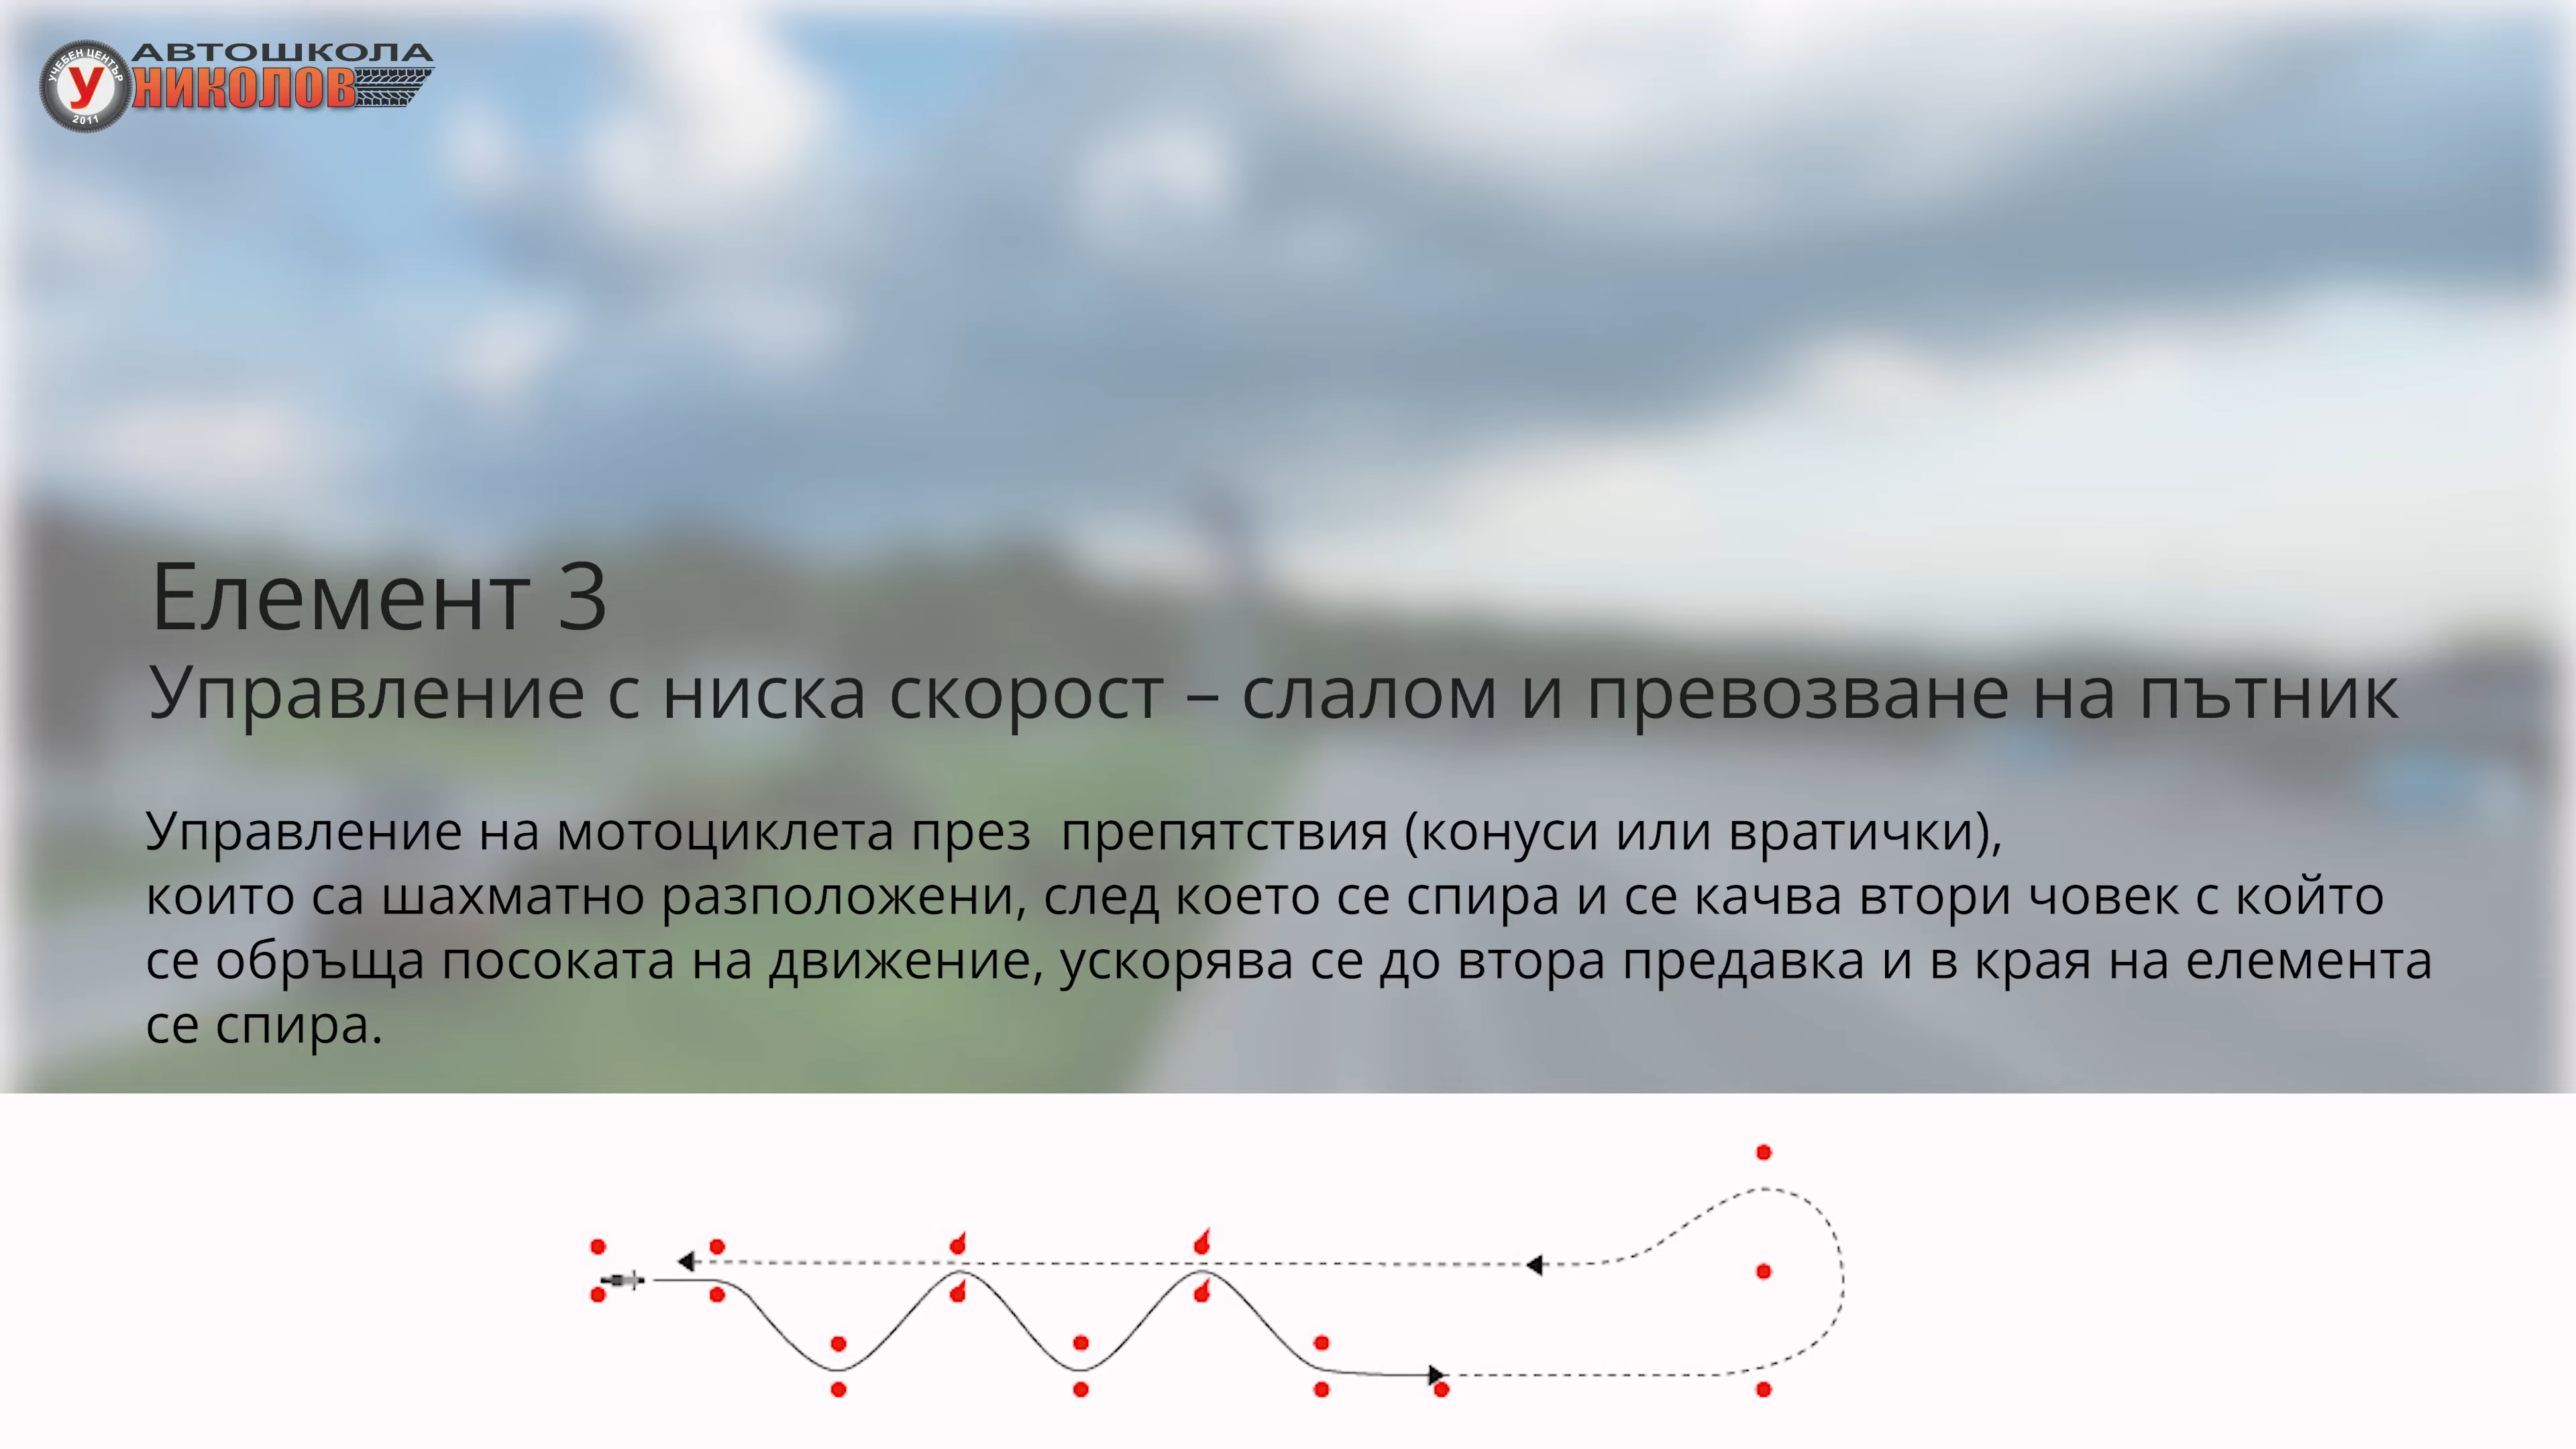 УЧЕБЕН ЦЕНТЪР
У
2011
АВТОШКОЛА
НИКОЛОВ
Елемент 3
Управление с ниска скорост – слалом и превозване на пътник
Управление на мотоциклета през  препятствия (конуси или вратички),
които са шахматно разположени, след което се спира и се качва втори човек с който
се обръща посоката на движение, ускорява се до втора предавка и в края на елемента
се спира.